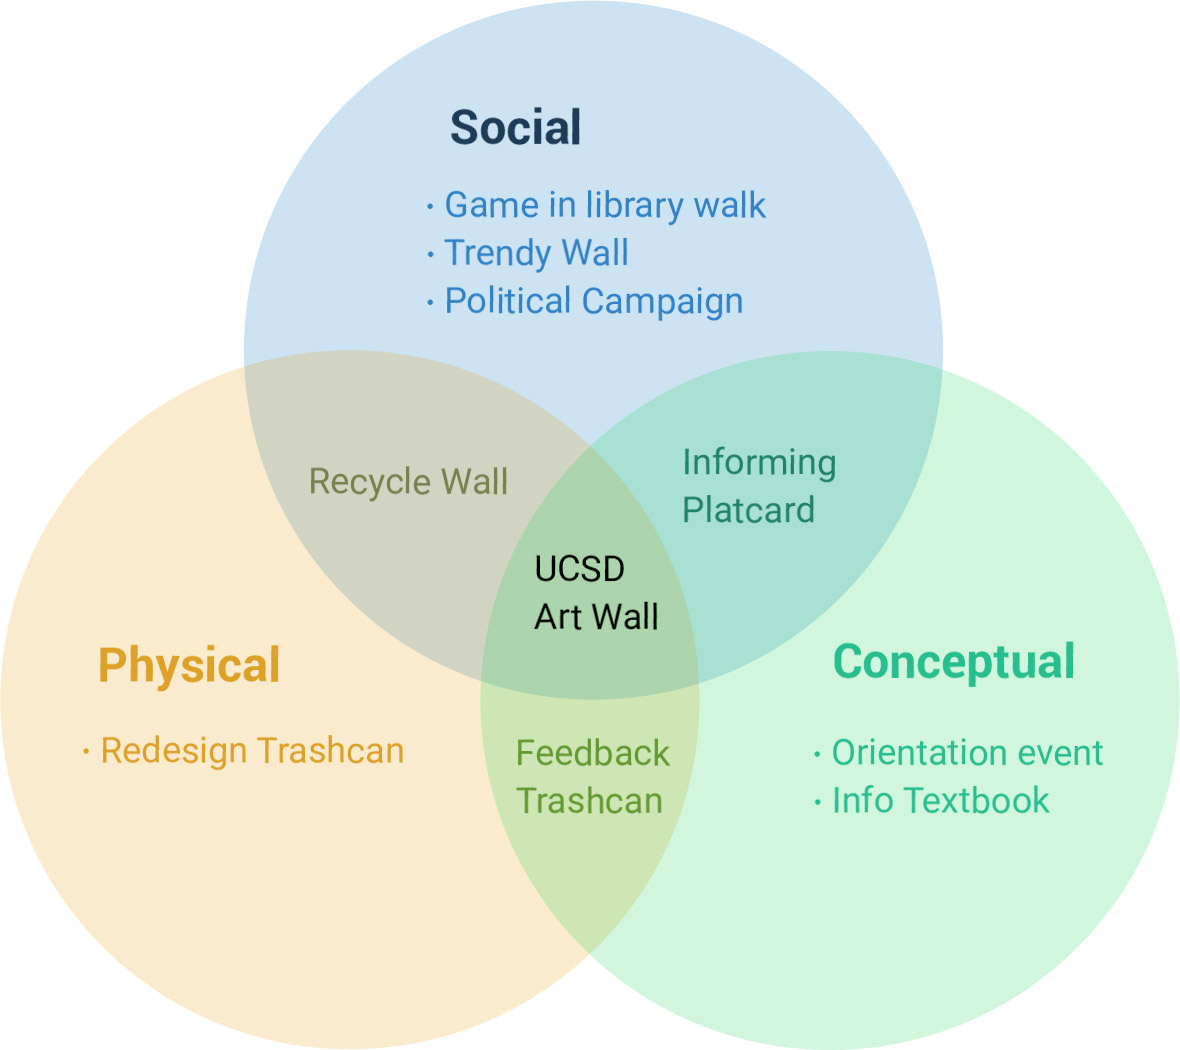 Social
· Game in library walk
· Trendy Wall
· Political Campaign
Recycle Wall
Informing
Platcard
UCSD
Art Wall
Physical
· Redesign Trashcan
Feedback
Trashcan
Conceptual
· Orientation event
· Info Textbook